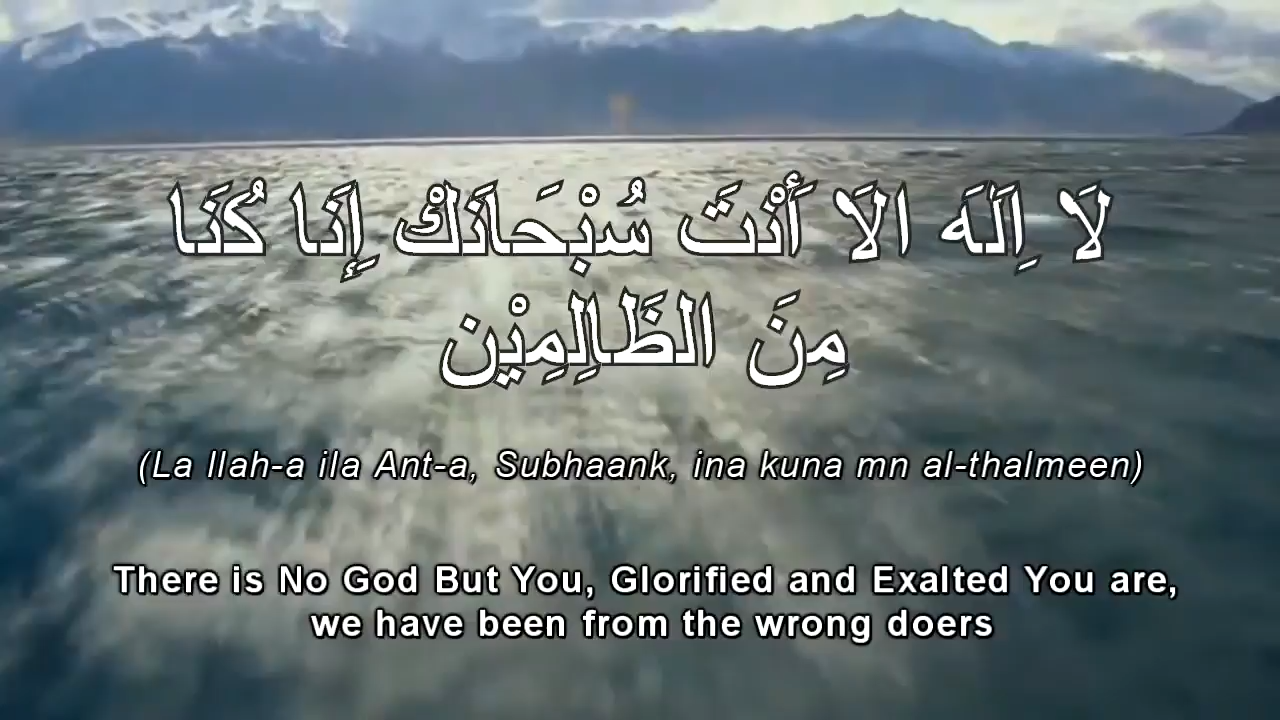 لَا اِلَهَ الَا أَنْتَ سُبْحَانَكْ إِنَا كُنَا
مِنَ الظَالِمِيْن
(La Ilah-a ila Ant-a, Subhaank, ina kuna mn al-thalmeen)
There is No God But You, Glorified and Exalted You are,
we have been from the wrong doers